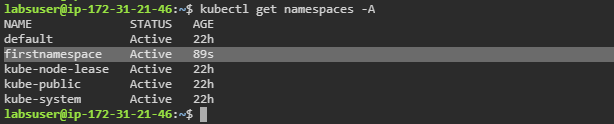 labsuser@ip-172-31-21-46:~$ kubectl get namespaces -A
NAME STATUS AGE
default Active 22h
firstnamespace Active 89s
kube-node-lease Active 22h
kube-public Active 22h
kube-system Active 22h
labsuser@ip-172-31-21-46:~$